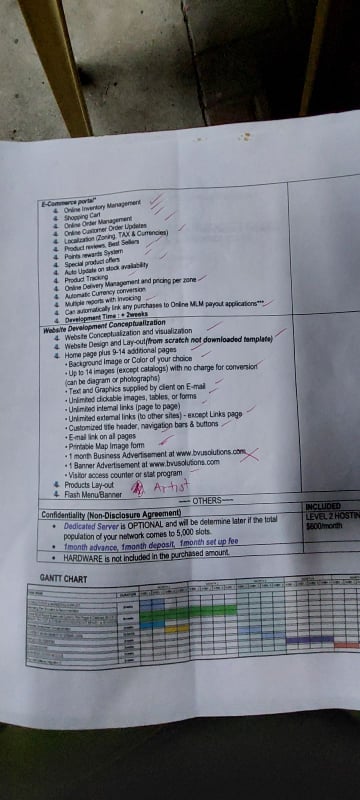 E-Commerce portal*
Online Inventory Management
Shopping Cart
Online Order Management
Online Customer Order Updates
Localization (Zoning, TAX & Currencies)
Product reviews, Best Sellers
Points rewards System
Special product offers
Auto Update on stock availability
Product Tracking
Online Delivery Management and pricing per zone
Automatic Currency conversion
Multiple reports with Invoicing
Can automatically link any purchases to Online MLM payout applications***
Development Time : + 2weeks
Website Development Conceptualization
Website Conceptualization and visualization
Website Design and Lay-out(from scratch not downloaded template)
Home page plus 9-14 additional pages
• Background Image or Color of your choice
• Up to 14 images (except catalogs) with no charge for conversion
(can be diagram or photographs)
• Text and Graphics supplied by client on E-mail
• Unlimited clickable images, tables, or forms
• Unlimited internal links (page to page)
• Unlimited external links (to other sites) - except Links page
• Customized title header, navigation bars & buttons
• E-mail link on all pages
• Printable Map Image form
• 1 month Business Advertisement at www.bvusolutions.com
• 1 Banner Advertisement at www.bvusolutions.com
• Visitor access counter or stat program
Products Lay-out
Flash Menu/Banner
Artist
---- OTHERS----
Confidentiality (Non-Disclosure Agreement)
• Dedicated Server is OPTIONAL and will be determine later if the total
population of your network comes to 5,000 slots.
• 1month advance, 1month deposit, 1month set up fee
• HARDWARE is not included in the purchased amount.
INCLUDED
LEVEL 2 HOSTIN
$600/month
GANTT CHART
DURATION